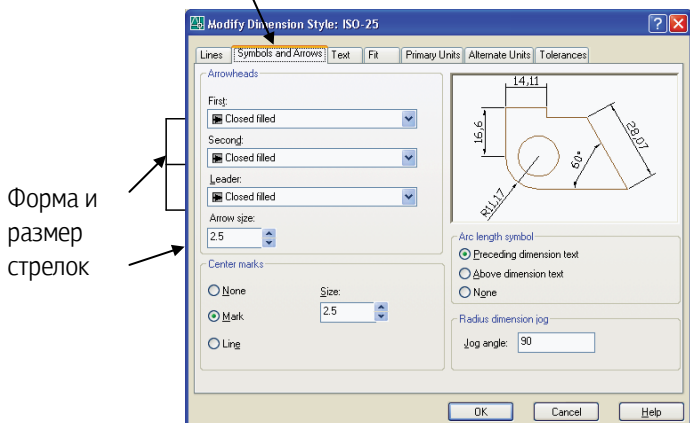 Modify Dimension Style: ISO-25
Lines Symbols and Arrows Text Fit Primary Units Alternate Units Tolerances
Arrowheads
First:
Closed filled
Second:
Closed filled
Leader:
Closed filled
Arrow size:
2.5
Center marks
None
Mark
Line
Size:
2.5
14,11
16,6
28,07
60°
R11,17
Arc length symbol
Preceding dimension text
Above dimension text
None
Radius dimension jog
Jog angle: 90
OK Cancel Help
Форма и
размер
стрелок